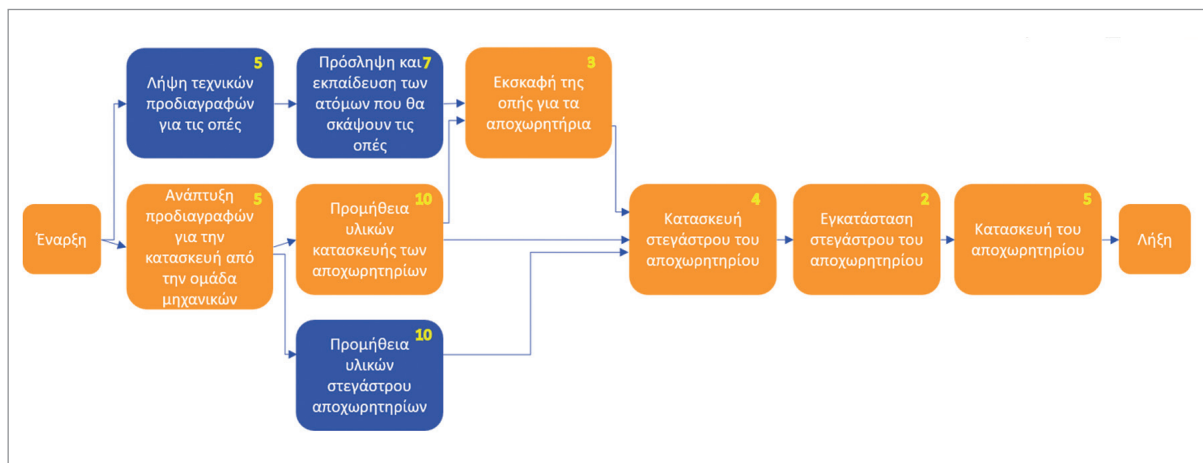 Έναρξη
5
Λήψη τεχνικών
προδιαγραφών
για τις οπές
7
Πρόσληψη και
εκπαίδευση των
ατόμων που θα
σκάψουν τις
οπές
3
Εκσκαφή της
οπής για τα
αποχωρητήρια
5
Ανάπτυξη
προδιαγραφών
για την
κατασκευή από
την ομάδα
μηχανικών
10
Προμήθεια
υλικών
κατασκευής των
αποχωρητηρίων
10
Προμήθεια
υλικών
στεγάστρου
αποχωρητηρίων
4
Κατασκευή
στεγάστρου του
αποχωρητηρίου
2
Εγκατάσταση
στεγάστρου του
αποχωρητηρίου
5
Κατασκευή του
αποχωρητηρίου
Λήξη